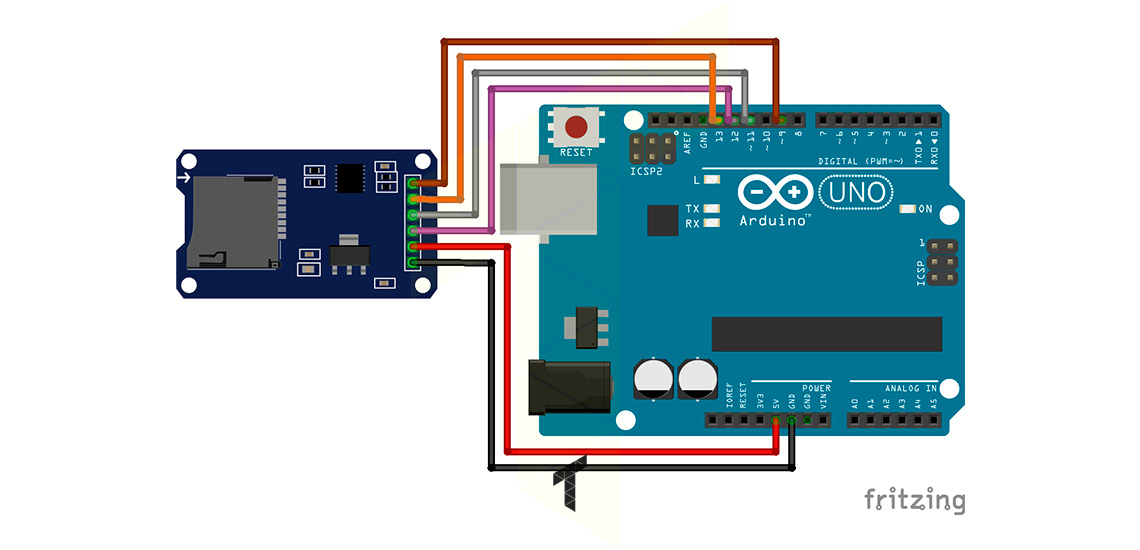 RESET
ICSP2
AREF
GND
13
12
~11
~10
~9
8
7
~6
~5
4
~3
2
TX0▶1
RX0◀0
DIGITAL (PWM=~)
L
TX
RX
UNO
Arduino™
ON
1
ICSP
POWER
ANALOG IN
IOREF
RESET
3V3
5V
GND
GND
VIN
A0
A1
A2
A3
A4
A5
fritzing